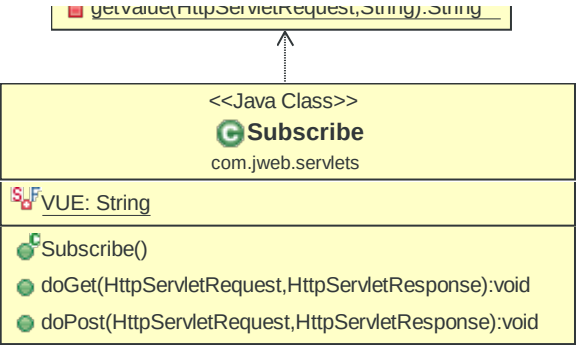 getValue(HttpServletRequest,String):String
<<Java Class>>
Subscribe
com.jweb.servlets
VUE: String
Subscribe()
doGet(HttpServletRequest,HttpServletResponse):void
doPost(HttpServletRequest,HttpServletResponse):void